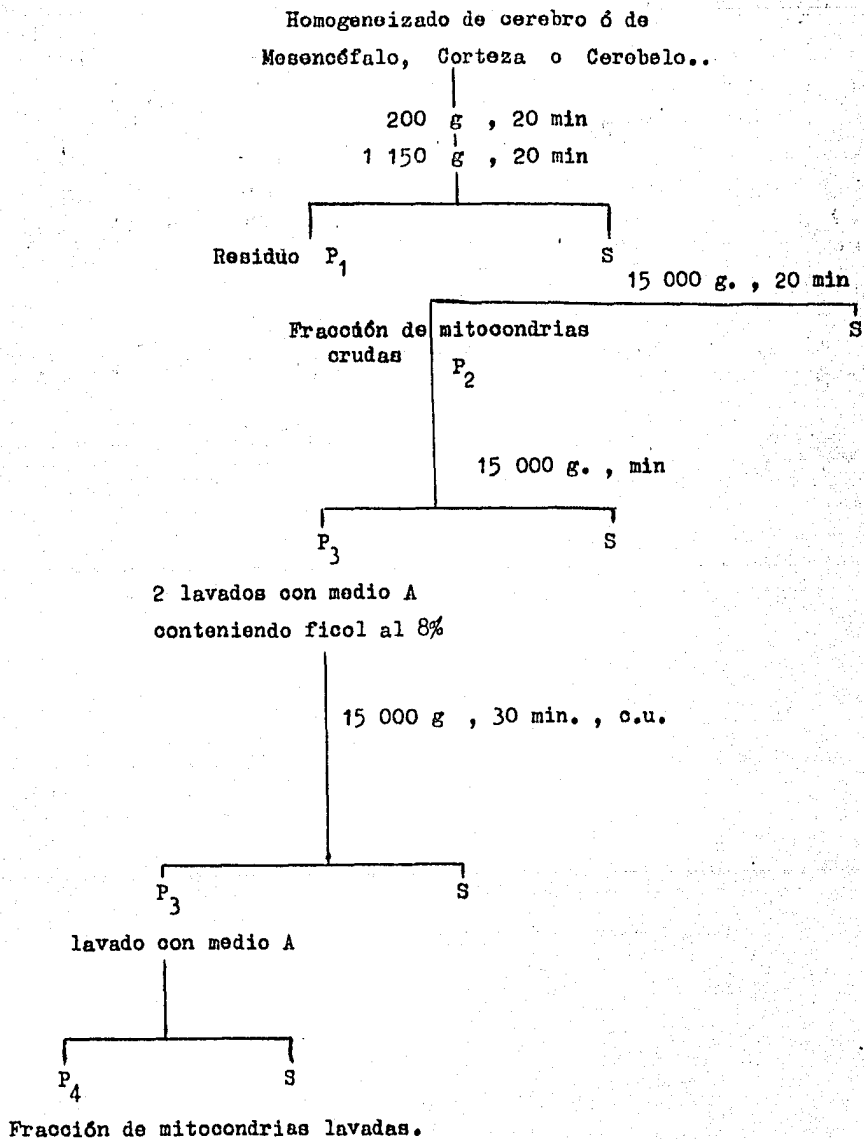 Homogeneizado de cerebro ó de
Mesencéfalo, Corteza o Cerebelo..
200 g , 20 min
1 150 g , 20 min
Residuo P1 S
15 000 g. , 20 min
S
Fracción de mitocondrias
crudas
P2
15 000 g. , min
P3 S
2 lavados con medio A
conteniendo ficol al 8%
15 000 g , 30 min. , c.u.
P3 S
lavado con medio A
P4 S
Fracción de mitocondrias lavadas.